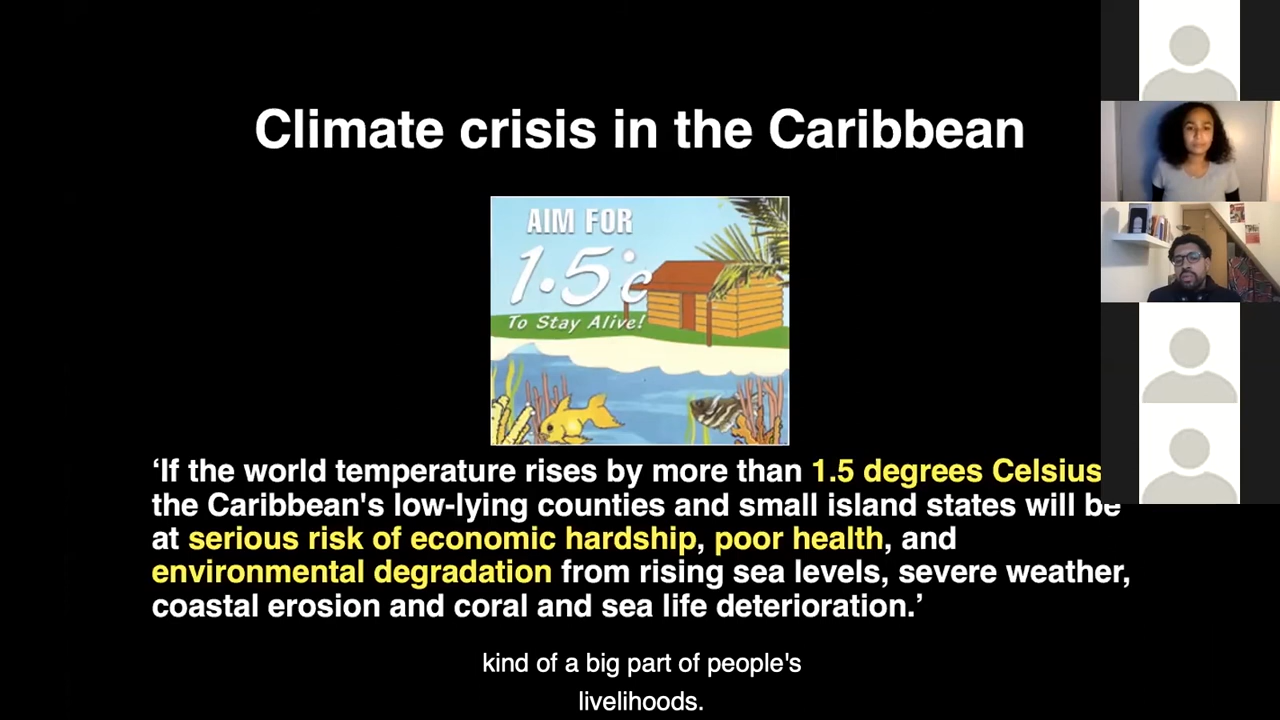 Climate crisis in the Caribbean
AIM FOR
1.5°c
To Stay Alive!
‘If the world temperature rises by more than 1.5 degrees Celsius
the Caribbean's low-lying counties and small island states will be
at serious risk of economic hardship, poor health, and
environmental degradation from rising sea levels, severe weather,
coastal erosion and coral and sea life deterioration.’
kind of a big part of people's
livelihoods.